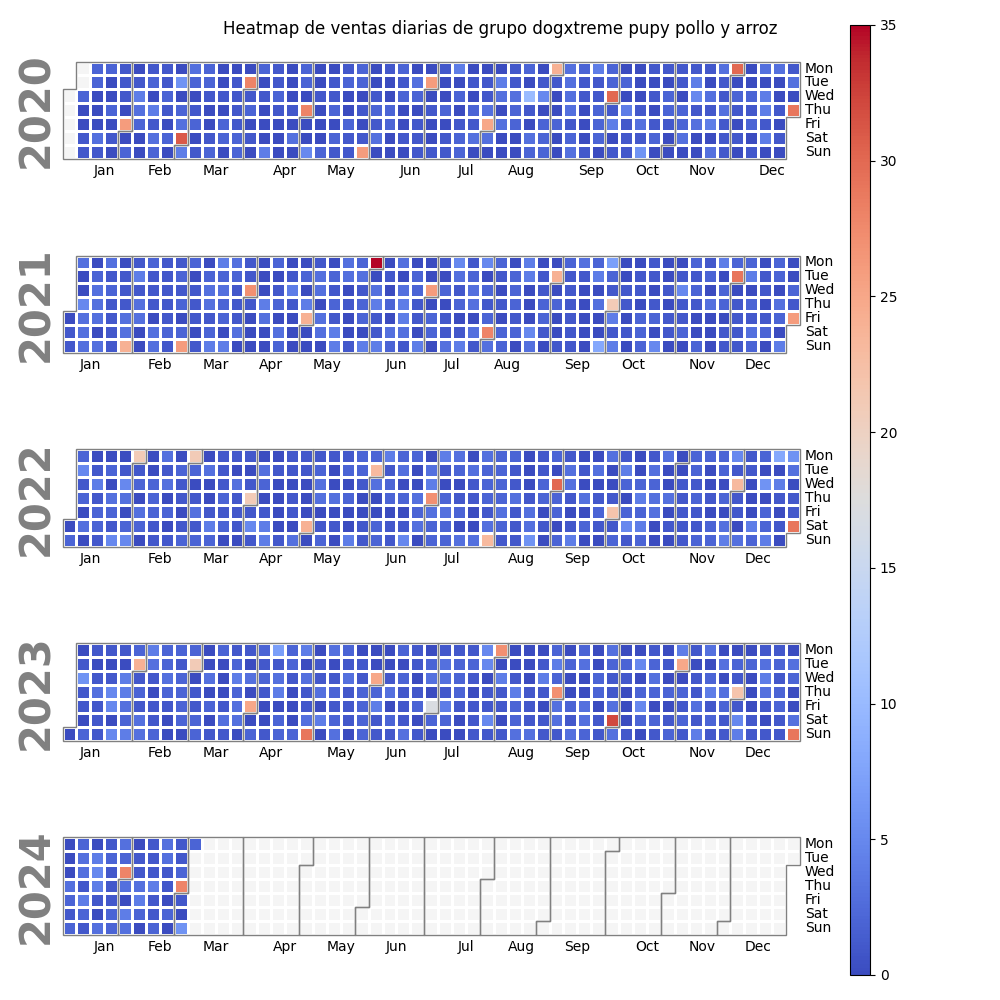 Heatmap de ventas diarias de grupo dogxtreme pupy pollo y arroz
2020
Mon
Tue
Wed
Thu
Fri
Sat
Sun
Jan Feb Mar Apr May Jun Jul Aug Sep Oct Nov Dec
2021
Mon
Tue
Wed
Thu
Fri
Sat
Sun
Jan Feb Mar Apr May Jun Jul Aug Sep Oct Nov Dec
2022
Mon
Tue
Wed
Thu
Fri
Sat
Sun
Jan Feb Mar Apr May Jun Jul Aug Sep Oct Nov Dec
2023
Mon
Tue
Wed
Thu
Fri
Sat
Sun
Jan Feb Mar Apr May Jun Jul Aug Sep Oct Nov Dec
2024
Mon
Tue
Wed
Thu
Fri
Sat
Sun
Jan Feb Mar Apr May Jun Jul Aug Sep Oct Nov Dec
35
30
25
20
15
10
5
0